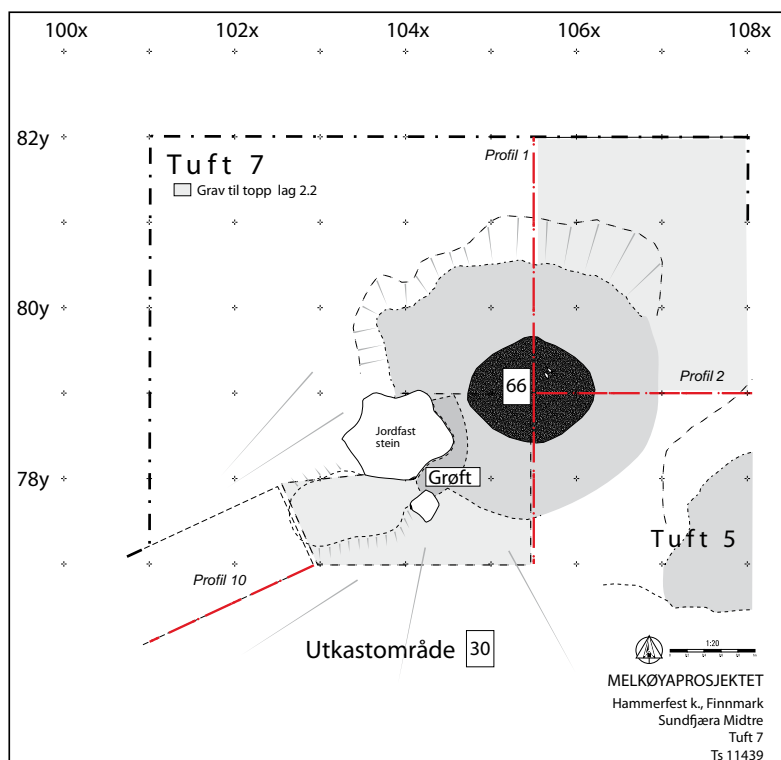 100x 102x 104x 106x 108x
82y
Tuft 7
Profil 1
Grav til topp lag 2.2
80y
66
Profil 2
Jordfast
stein
78y
Grøft
Tuft 5
Profil 10
Utkastområde 30
1:20
MELKØYAPROSJEKTET
Hammerfest k., Finnmark
Sundfjæra Midtre
Tuft 7
Ts 11439